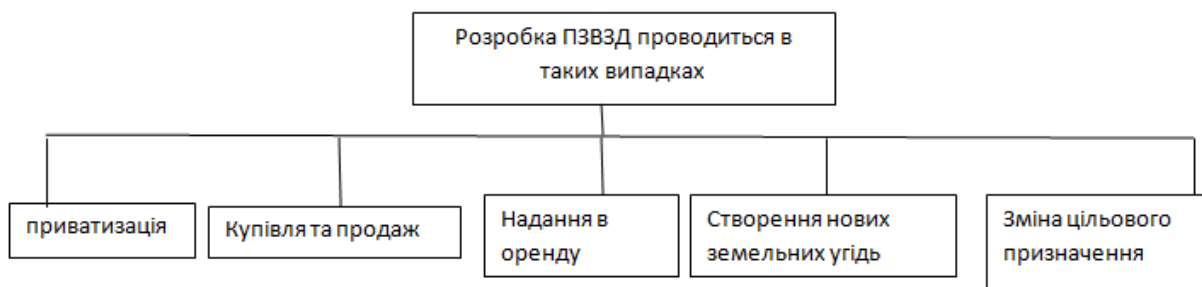 Розробка ПЗВЗД проводиться в
таких випадках
приватизація
Купівля та продаж
Надання в
оренду
Створення нових
земельних угідь
Зміна цільового
призначення